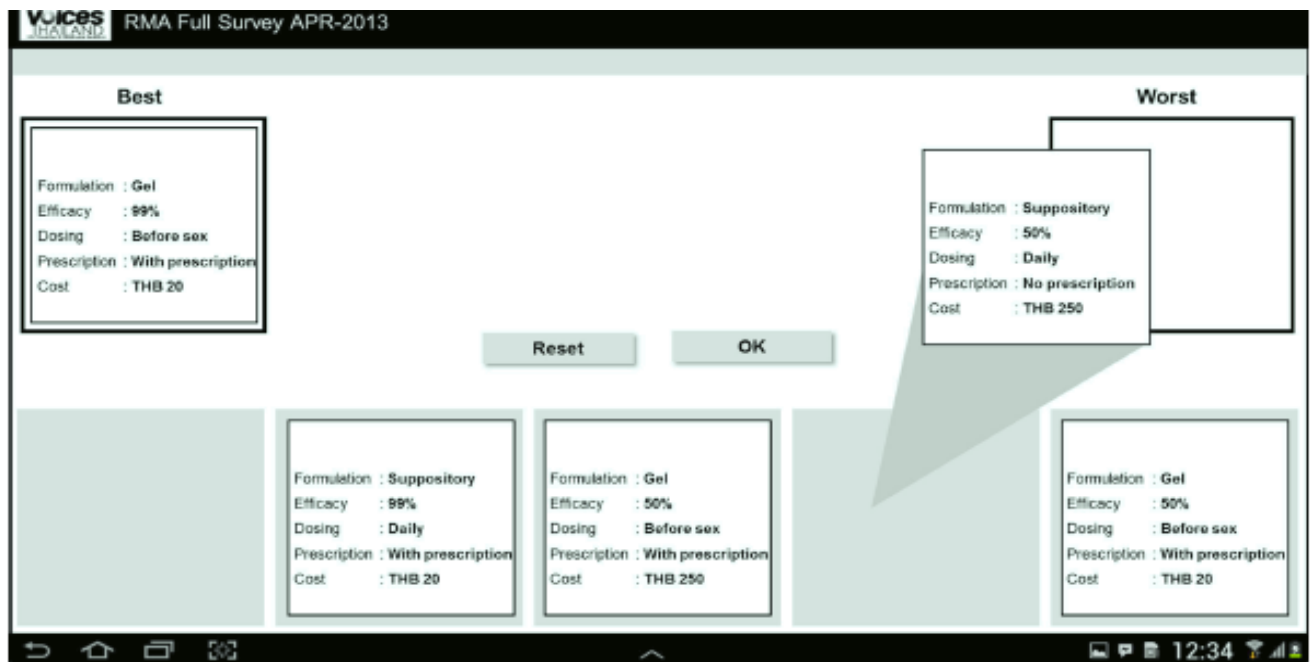 Voices
THAILAND
RMA Full Survey APR-2013
Best
Worst
Formulation : Gel
Efficacy : 99%
Dosing : Before sex
Prescription : With prescription
Cost : THB 20
Formulation : Suppository
Efficacy : 50%
Dosing : Daily
Prescription : No prescription
Cost : THB 250
Reset
OK
Formulation : Suppository
Efficacy : 99%
Dosing : Daily
Prescription : With prescription
Cost : THB 20
Formulation : Gel
Efficacy : 50%
Dosing : Before sex
Prescription : With prescription
Cost : THB 250
Formulation : Gel
Efficacy : 50%
Dosing : Before sex
Prescription : With prescription
Cost : THB 20
12:34